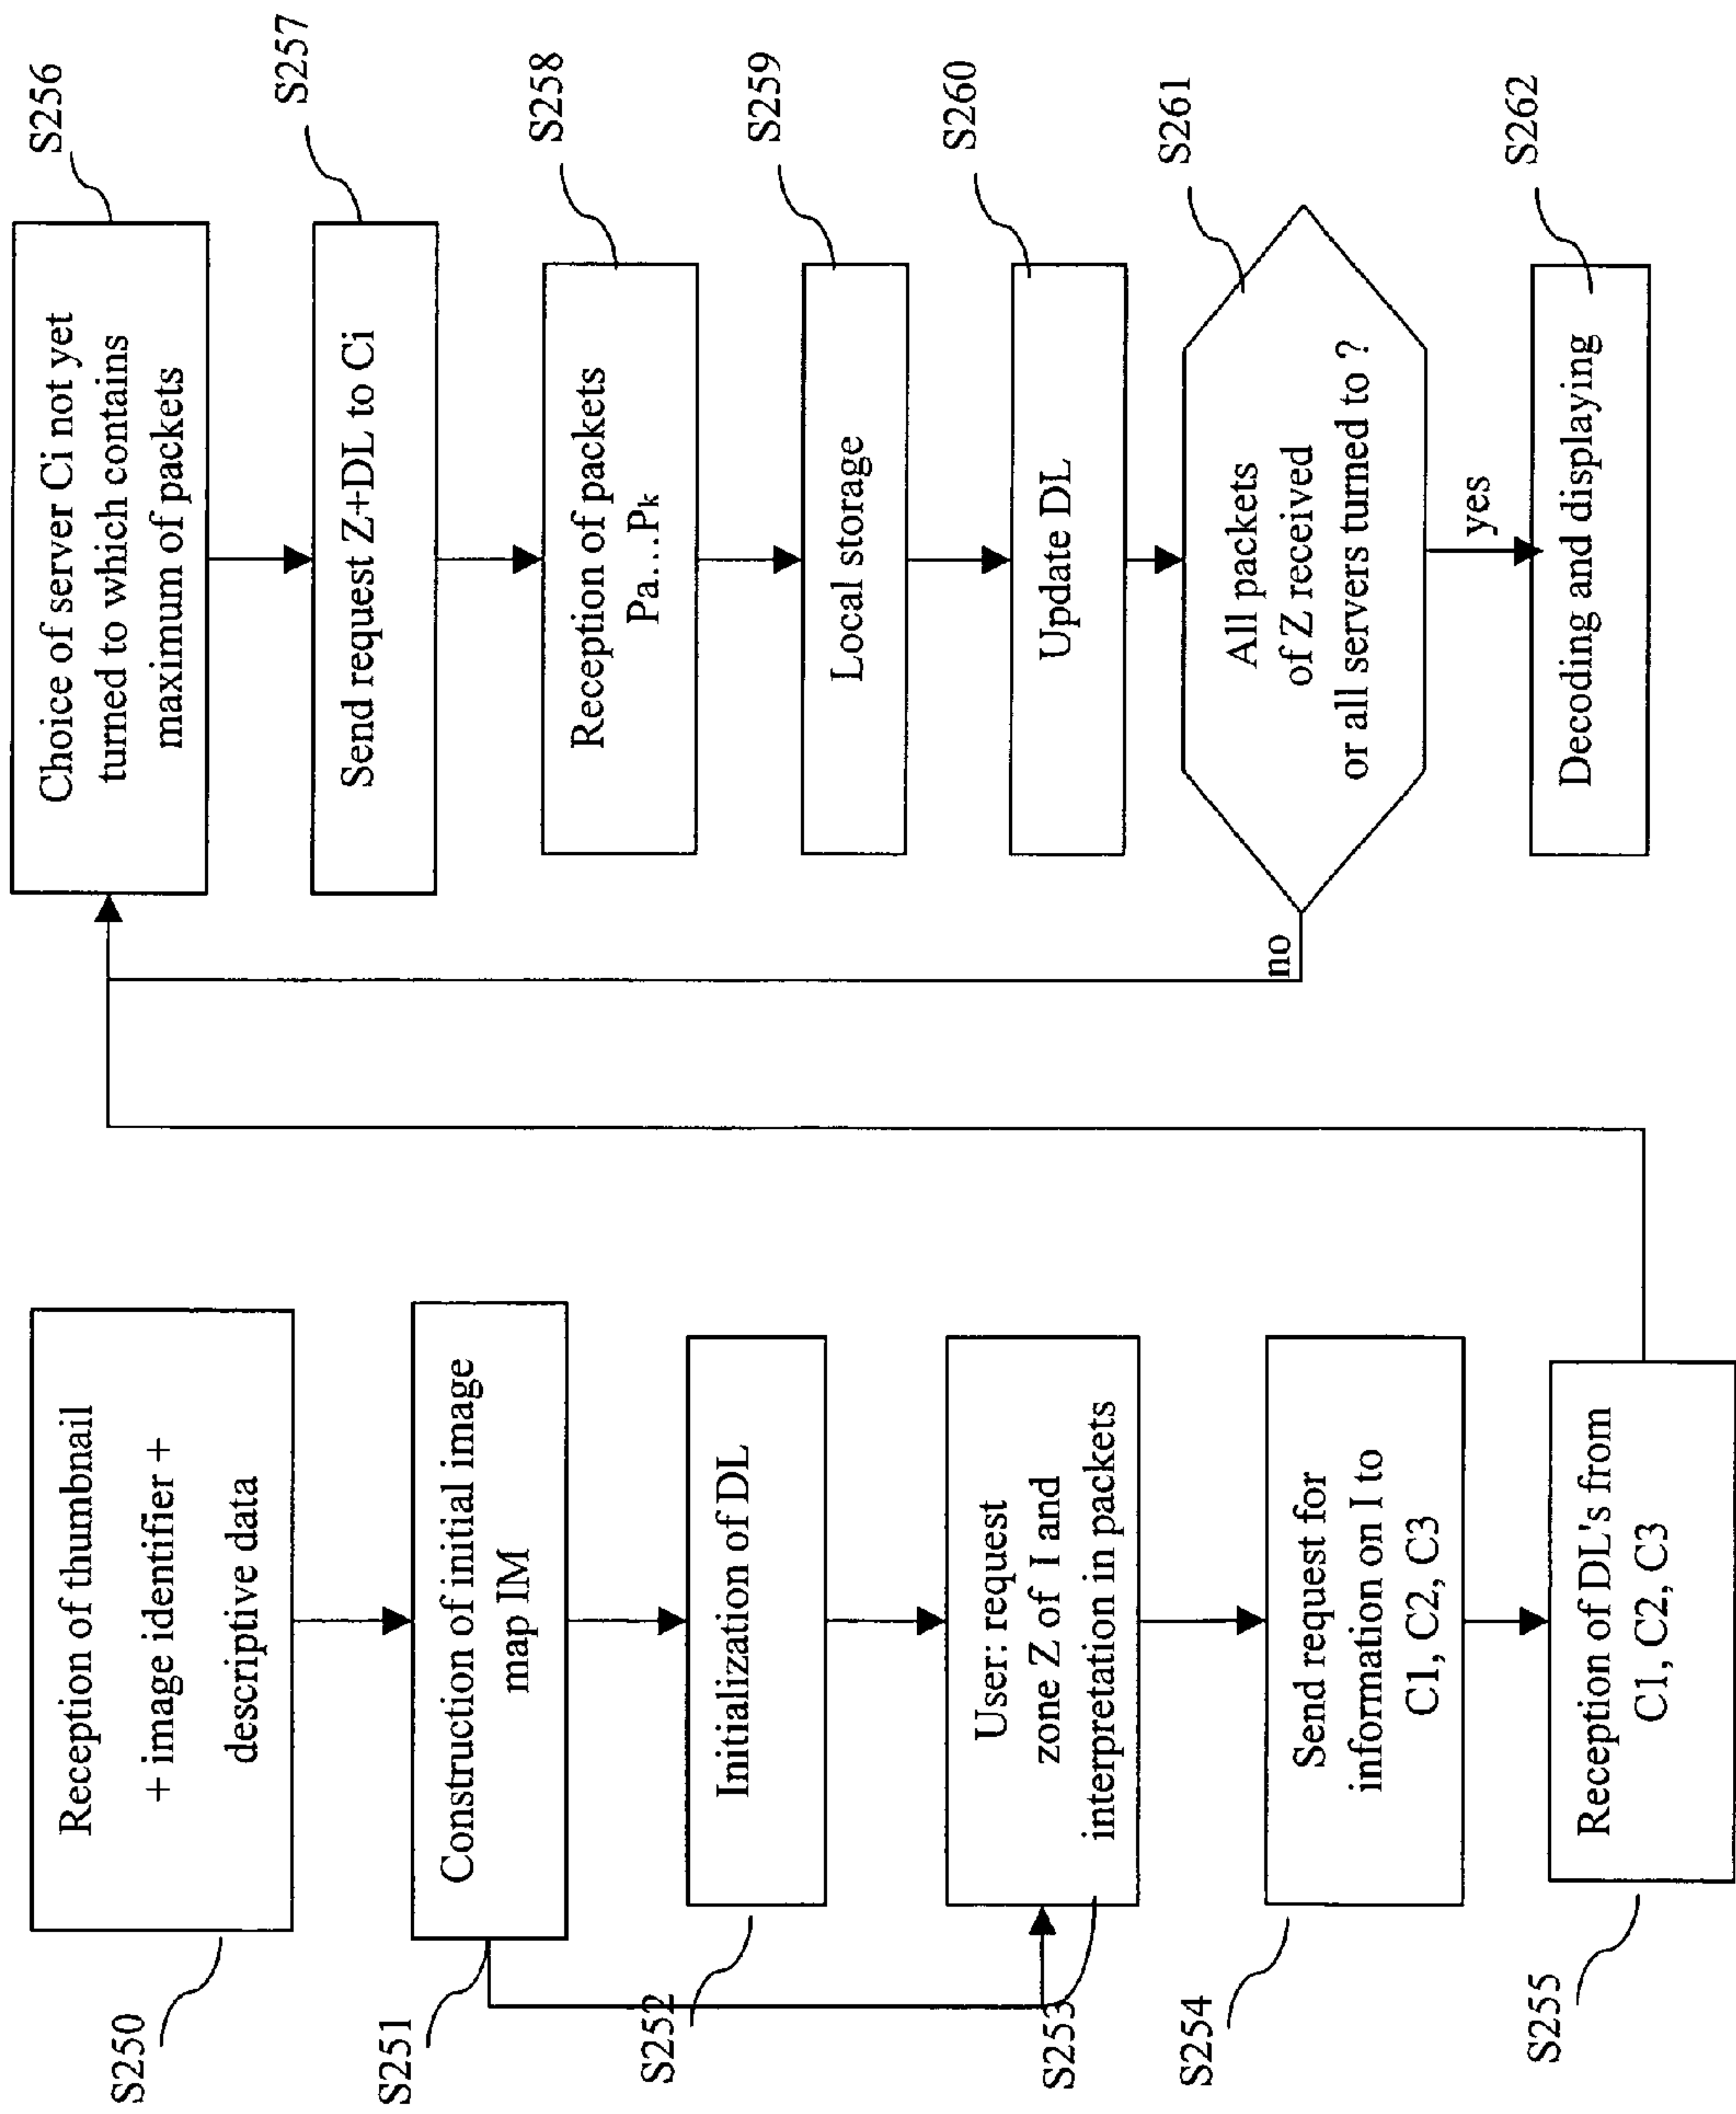 S250
Reception of thumbnail
+ image identifier +
descriptive data
S251
Construction of initial image
map IM
S252
Initialization of DL
S253
User: request
zone Z of I and
interpretation in packets
S254
Send request for
information on I to
C1, C2, C3
S255
Reception of DL's from
C1, C2, C3
S256
Choice of server Ci not yet
turned to which contains
maximum of packets
S257
Send request Z+DL to Ci
S258
Reception of packets
Pa...Pk
S259
Local storage
S260
Update DL
S261
All packets
of Z received
or all servers turned to ?
no
yes
S262
Decoding and displaying